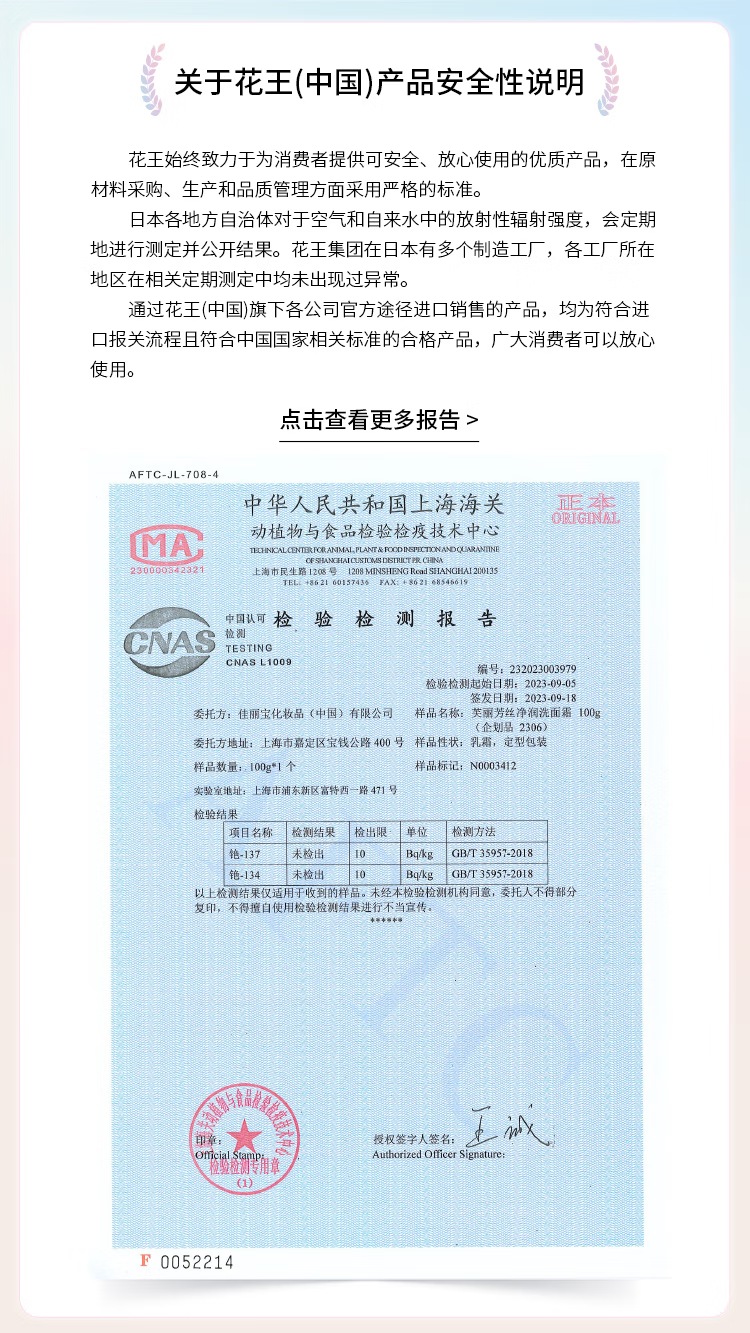 关于花王(中国)产品安全性说明
花王始终致力于为消费者提供可安全、放心使用的优质产品，在原
材料采购、生产和品质管理方面采用严格的标准。
日本各地方自治体对于空气和自来水中的放射性辐射强度，会定期
地进行测定并公开结果。花王集团在日本有多个制造工厂，各工厂所在
地区在相关定期测定中均未出现过异常。
通过花王(中国)旗下各公司官方途径进口销售的产品，均为符合进
口报关流程且符合中国国家相关标准的合格产品，广大消费者可以放心
使用。
点击查看更多报告 >
AFTC-JL-708-4
中华人民共和国上海海关
动植物与食品检验检疫技术中心
TECHNICAL CENTER FOR ANIMAL, PLANT & FOOD INSPECTION AND QUARANTINE
OF SHANGHAI CUSTOMS DISTRICT PR. CHINA
上海市民生路1208 号 1208 MINSHENG Road SHANGHAI 200135
TEL: +86 21 60157436 FAX: +86 21 68546619
正本
ORIGINAL
MA
230000342321
CNAS
中国认可
检测
TESTING
CNAS L1009
检 验 检 测 报 告
编号：232023003979
检验检测起始日期：2023-09-05
签发日期：2023-09-18
委托方：佳丽宝化妆品（中国）有限公司 样品名称：芙丽芳丝净润洗面霜 100g
（企划品 2306）
委托方地址：上海市嘉定区宝钱公路 400 号 样品性状：乳霜，定型包装
样品数量：100g*1 个 样品标记：N0003412
实验室地址：上海市浦东新区富特西一路 471 号
检验结果
项目名称 检测结果 检出限 单位 检测方法
铯-137 未检出 10 Bq/kg GB/T 35957-2018
铯-134 未检出 10 Bq/kg GB/T 35957-2018
以上检测结果仅适用于收到的样品。未经本检验检测机构同意，委托人不得部分
复印，不得擅自使用检验检测结果进行不当宣传。
******
印章：
Official Stamp:
检验检测专用章
(1)
授权签字人签名：
Authorized Officer Signature:
F 0052214